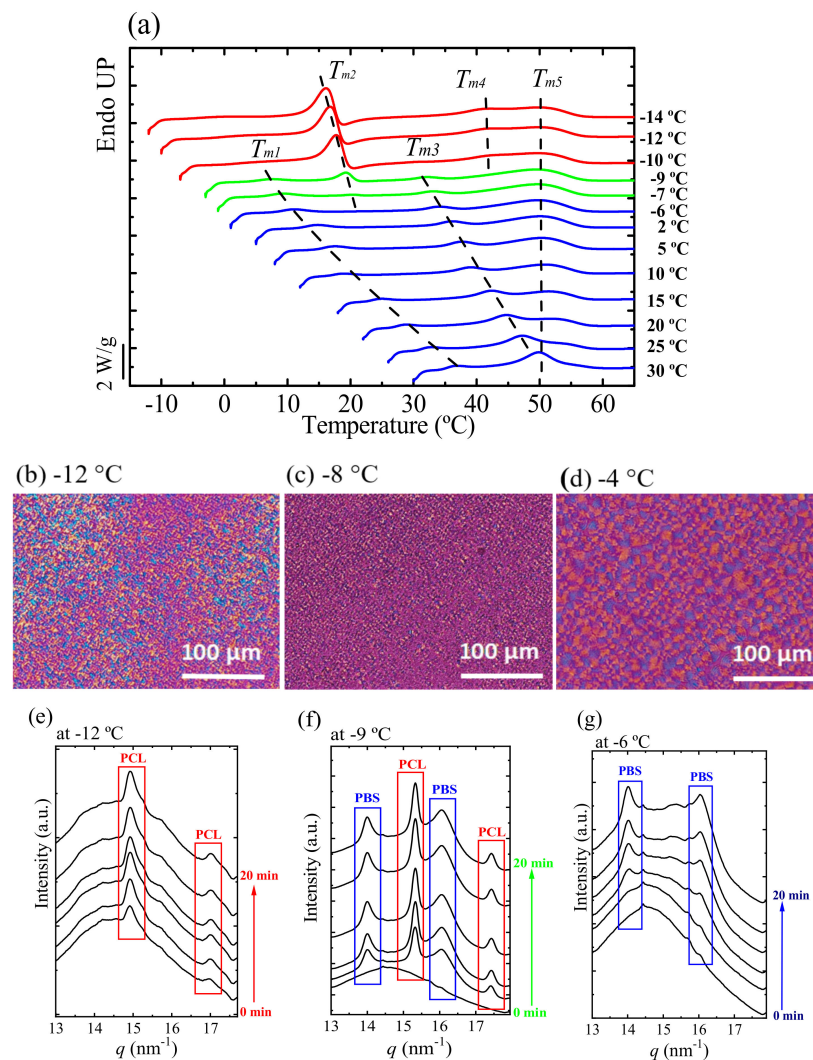 (a)
Endo UP
2 W/g
Tm1
Tm2
Tm3
Tm4
Tm5
-14 ºC
-12 ºC
-10 ºC
-9 ºC
-7 ºC
-6 ºC
2 ºC
5 ºC
10 ºC
15 ºC
20 ºC
25 ºC
30 ºC
-10 0 10 20 30 40 50 60
Temperature (ºC)
(b) -12 °C
(c) -8 °C
(d) -4 °C
100 µm
100 µm
100 µm
(e)
at -12 ºC
PCL
PCL
20 min
0 min
Intensity (a.u.)
13 14 15 16 17
q (nm-1)
(f)
at -9 ºC
PBS
PCL
PBS
PCL
20 min
0 min
Intensity (a.u.)
13 14 15 16 17
q (nm-1)
(g)
at -6 ºC
PBS
PBS
20 min
0 min
Intensity (a.u.)
13 14 15 16 17
q (nm-1)